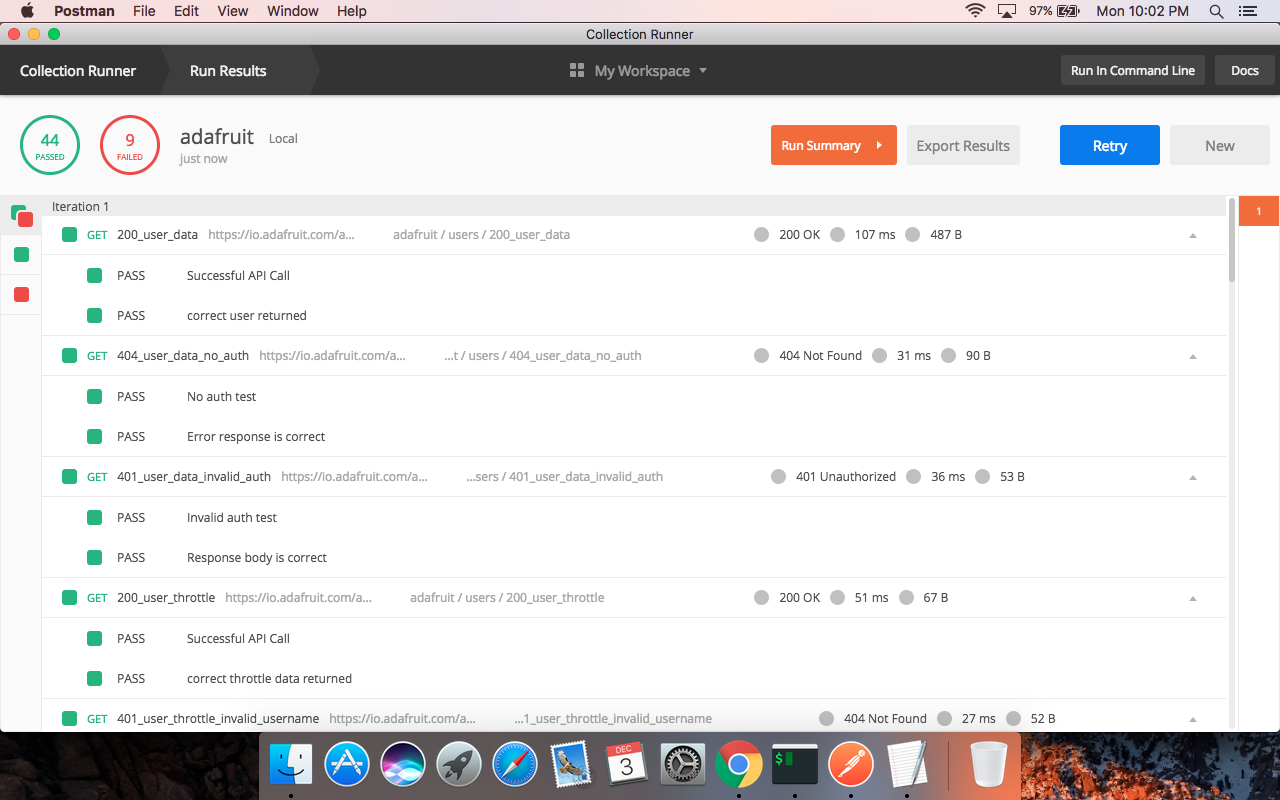 Postman File Edit View Window Help 97% Mon 10:02 PM
Collection Runner
Collection Runner Run Results My Workspace Run In Command Line Docs
44 PASSED 9 FAILED adafruit Local
just now
Run Summary Export Results Retry New
Iteration 1 1
GET 200_user_data https://io.adafruit.com/a... adafruit / users / 200_user_data 200 OK 107 ms 487 B
PASS Successful API Call
PASS correct user returned
GET 404_user_data_no_auth https://io.adafruit.com/a... ...t / users / 404_user_data_no_auth 404 Not Found 31 ms 90 B
PASS No auth test
PASS Error response is correct
GET 401_user_data_invalid_auth https://io.adafruit.com/a... ...sers / 401_user_data_invalid_auth 401 Unauthorized 36 ms 53 B
PASS Invalid auth test
PASS Response body is correct
GET 200_user_throttle https://io.adafruit.com/a... adafruit / users / 200_user_throttle 200 OK 51 ms 67 B
PASS Successful API Call
PASS correct throttle data returned
GET 401_user_throttle_invalid_username https://io.adafruit.com/a... ...1_user_throttle_invalid_username 404 Not Found 27 ms 52 B
DEC
3
$